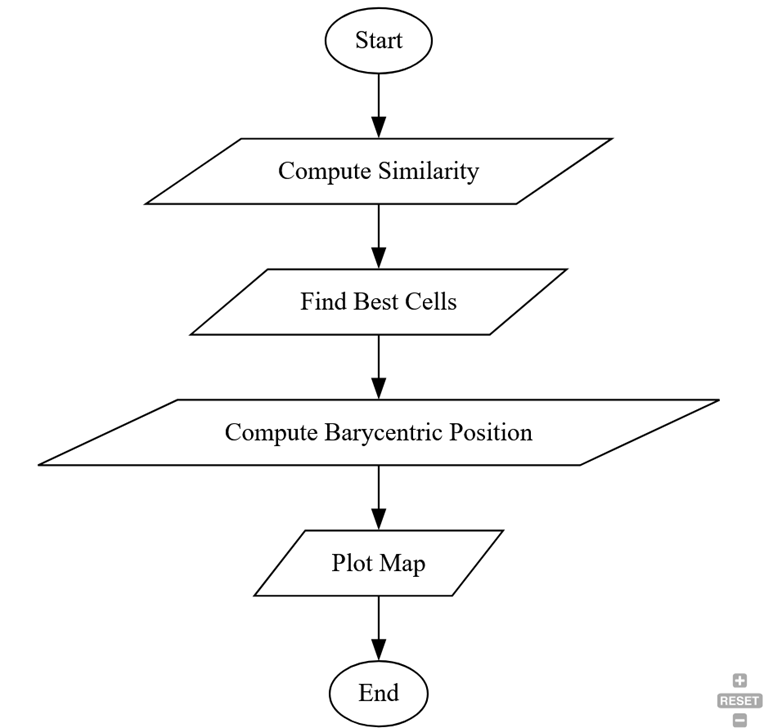 Start
Compute Similarity
Find Best Cells
Compute Barycentric Position
Plot Map
End
RESET